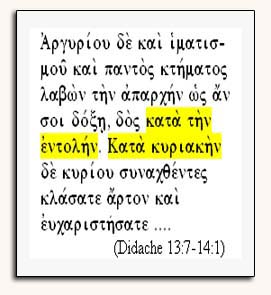 Ἀργυρίου δὲ καὶ ἱματισ-
μοῦ καὶ παντὸς κτήματος
λαβὼν τὴν ἀπαρχήν ὡς ἄν
σοι δόξῃ, δὸς κατὰ τὴν
ἐντολήν. Κατὰ κυριακὴν
δὲ κυρίου συναχθέντες
κλάσατε ἄρτον καὶ
εὐχαριστήσατε ....
(Didache 13:7-14:1)